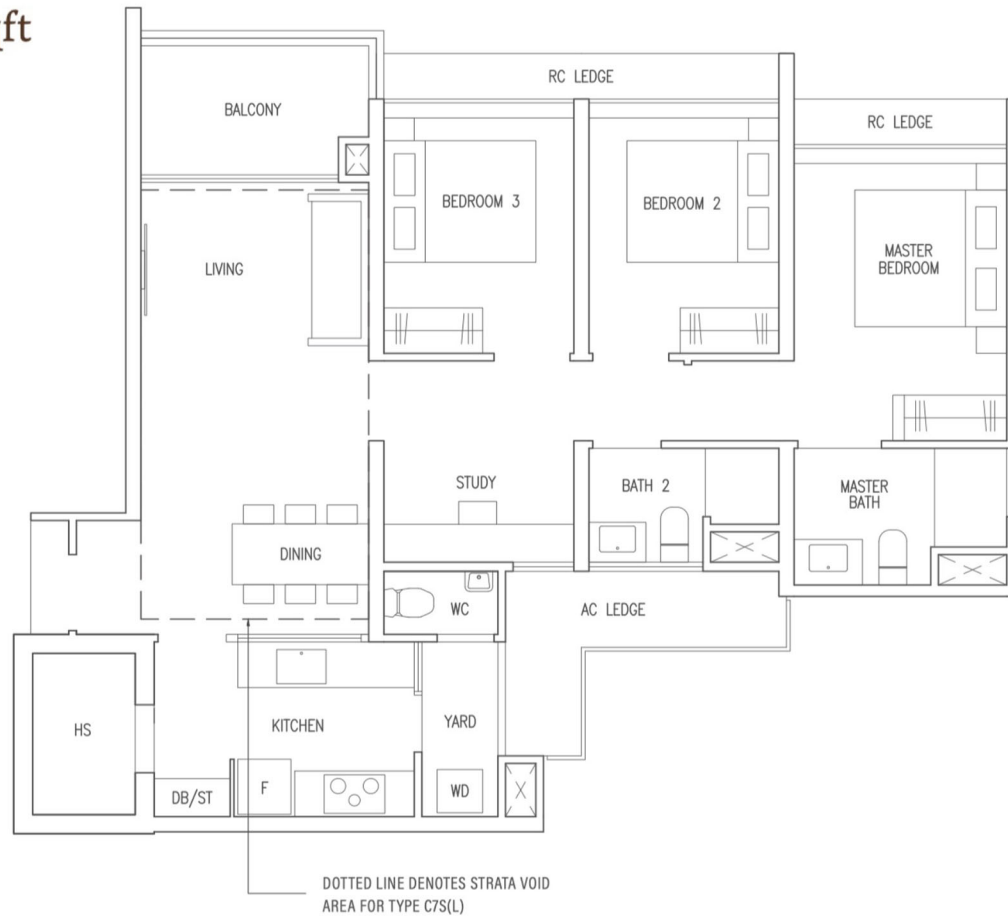 ft
RC LEDGE
BALCONY
RC LEDGE
BEDROOM 3
BEDROOM 2
MASTER
BEDROOM
LIVING
STUDY
BATH 2
MASTER
BATH
DINING
WC
AC LEDGE
HS
KITCHEN
YARD
DB/ST
F
WD
DOTTED LINE DENOTES STRATA VOID
AREA FOR TYPE C7S(L)